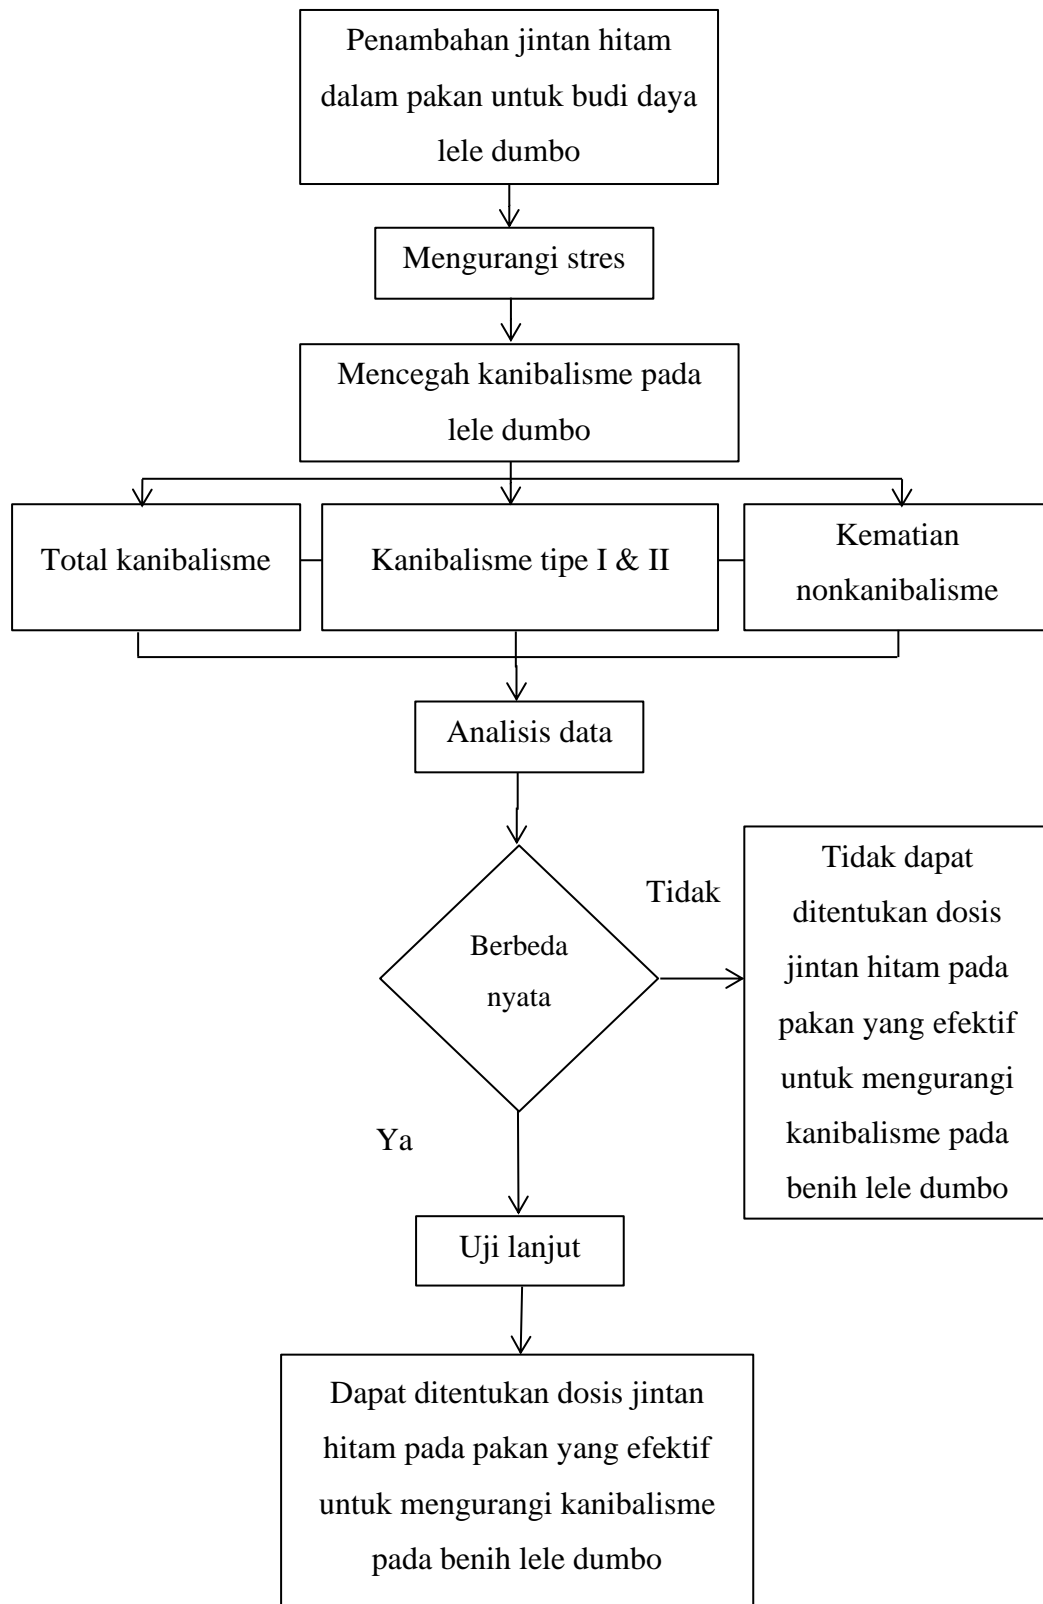 Penambahan jintan hitam
dalam pakan untuk budi daya
lele dumbo
Mengurangi stres
Mencegah kanibalisme pada
lele dumbo
Total kanibalisme
Kanibalisme tipe I & II
Kematian
nonkanibalisme
Analisis data
Berbeda
nyata
Tidak
Tidak dapat
ditentukan dosis
jintan hitam pada
pakan yang efektif
untuk mengurangi
kanibalisme pada
benih lele dumbo
Ya
Uji lanjut
Dapat ditentukan dosis jintan
hitam pada pakan yang efektif
untuk mengurangi kanibalisme
pada benih lele dumbo